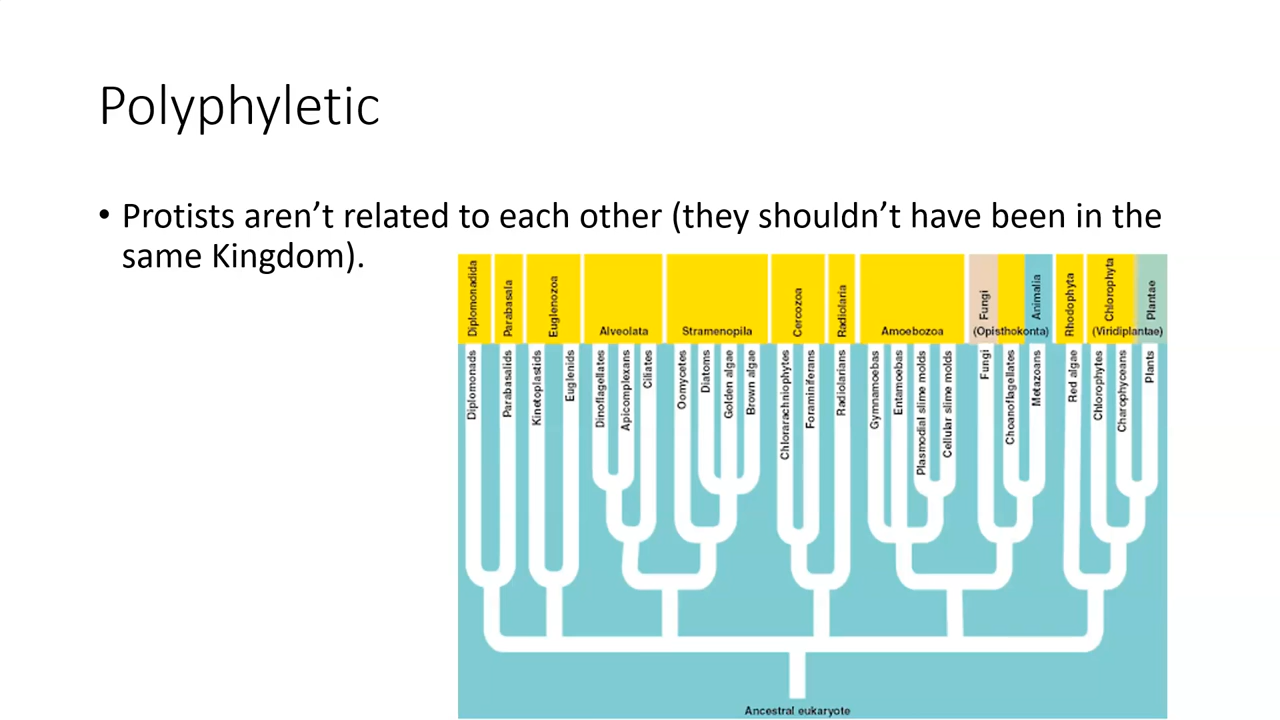 Polyphyletic
• Protists aren’t related to each other (they shouldn’t have been in the
same Kingdom).
Diplomonadida
Parabasala
Euglenozoa
Alveolata
Stramenopila
Cercozoa
Radiolaria
Amoebozoa
Fungi
Animalia
(Opisthokonta)
Rhodophyta
Chlorophyta
Plantae
(Viridiplantae)
Diplomonads
Parabasalids
Kinetoplastids
Euglenids
Dinoflagellates
Apicomplexans
Ciliates
Oomycetes
Diatoms
Golden algae
Brown algae
Chlorarachniophytes
Foraminiferans
Radiolarians
Gymnamoebas
Entamoebas
Plasmodial slime molds
Cellular slime molds
Fungi
Choanoflagellates
Metazoans
Red algae
Chlorophytes
Charophyceans
Plants
Ancestral eukaryote